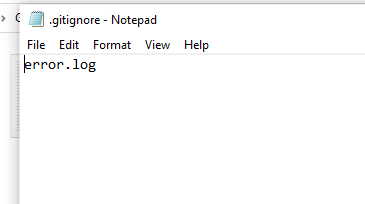 .gitignore - Notepad
File Edit Format View Help
error.log